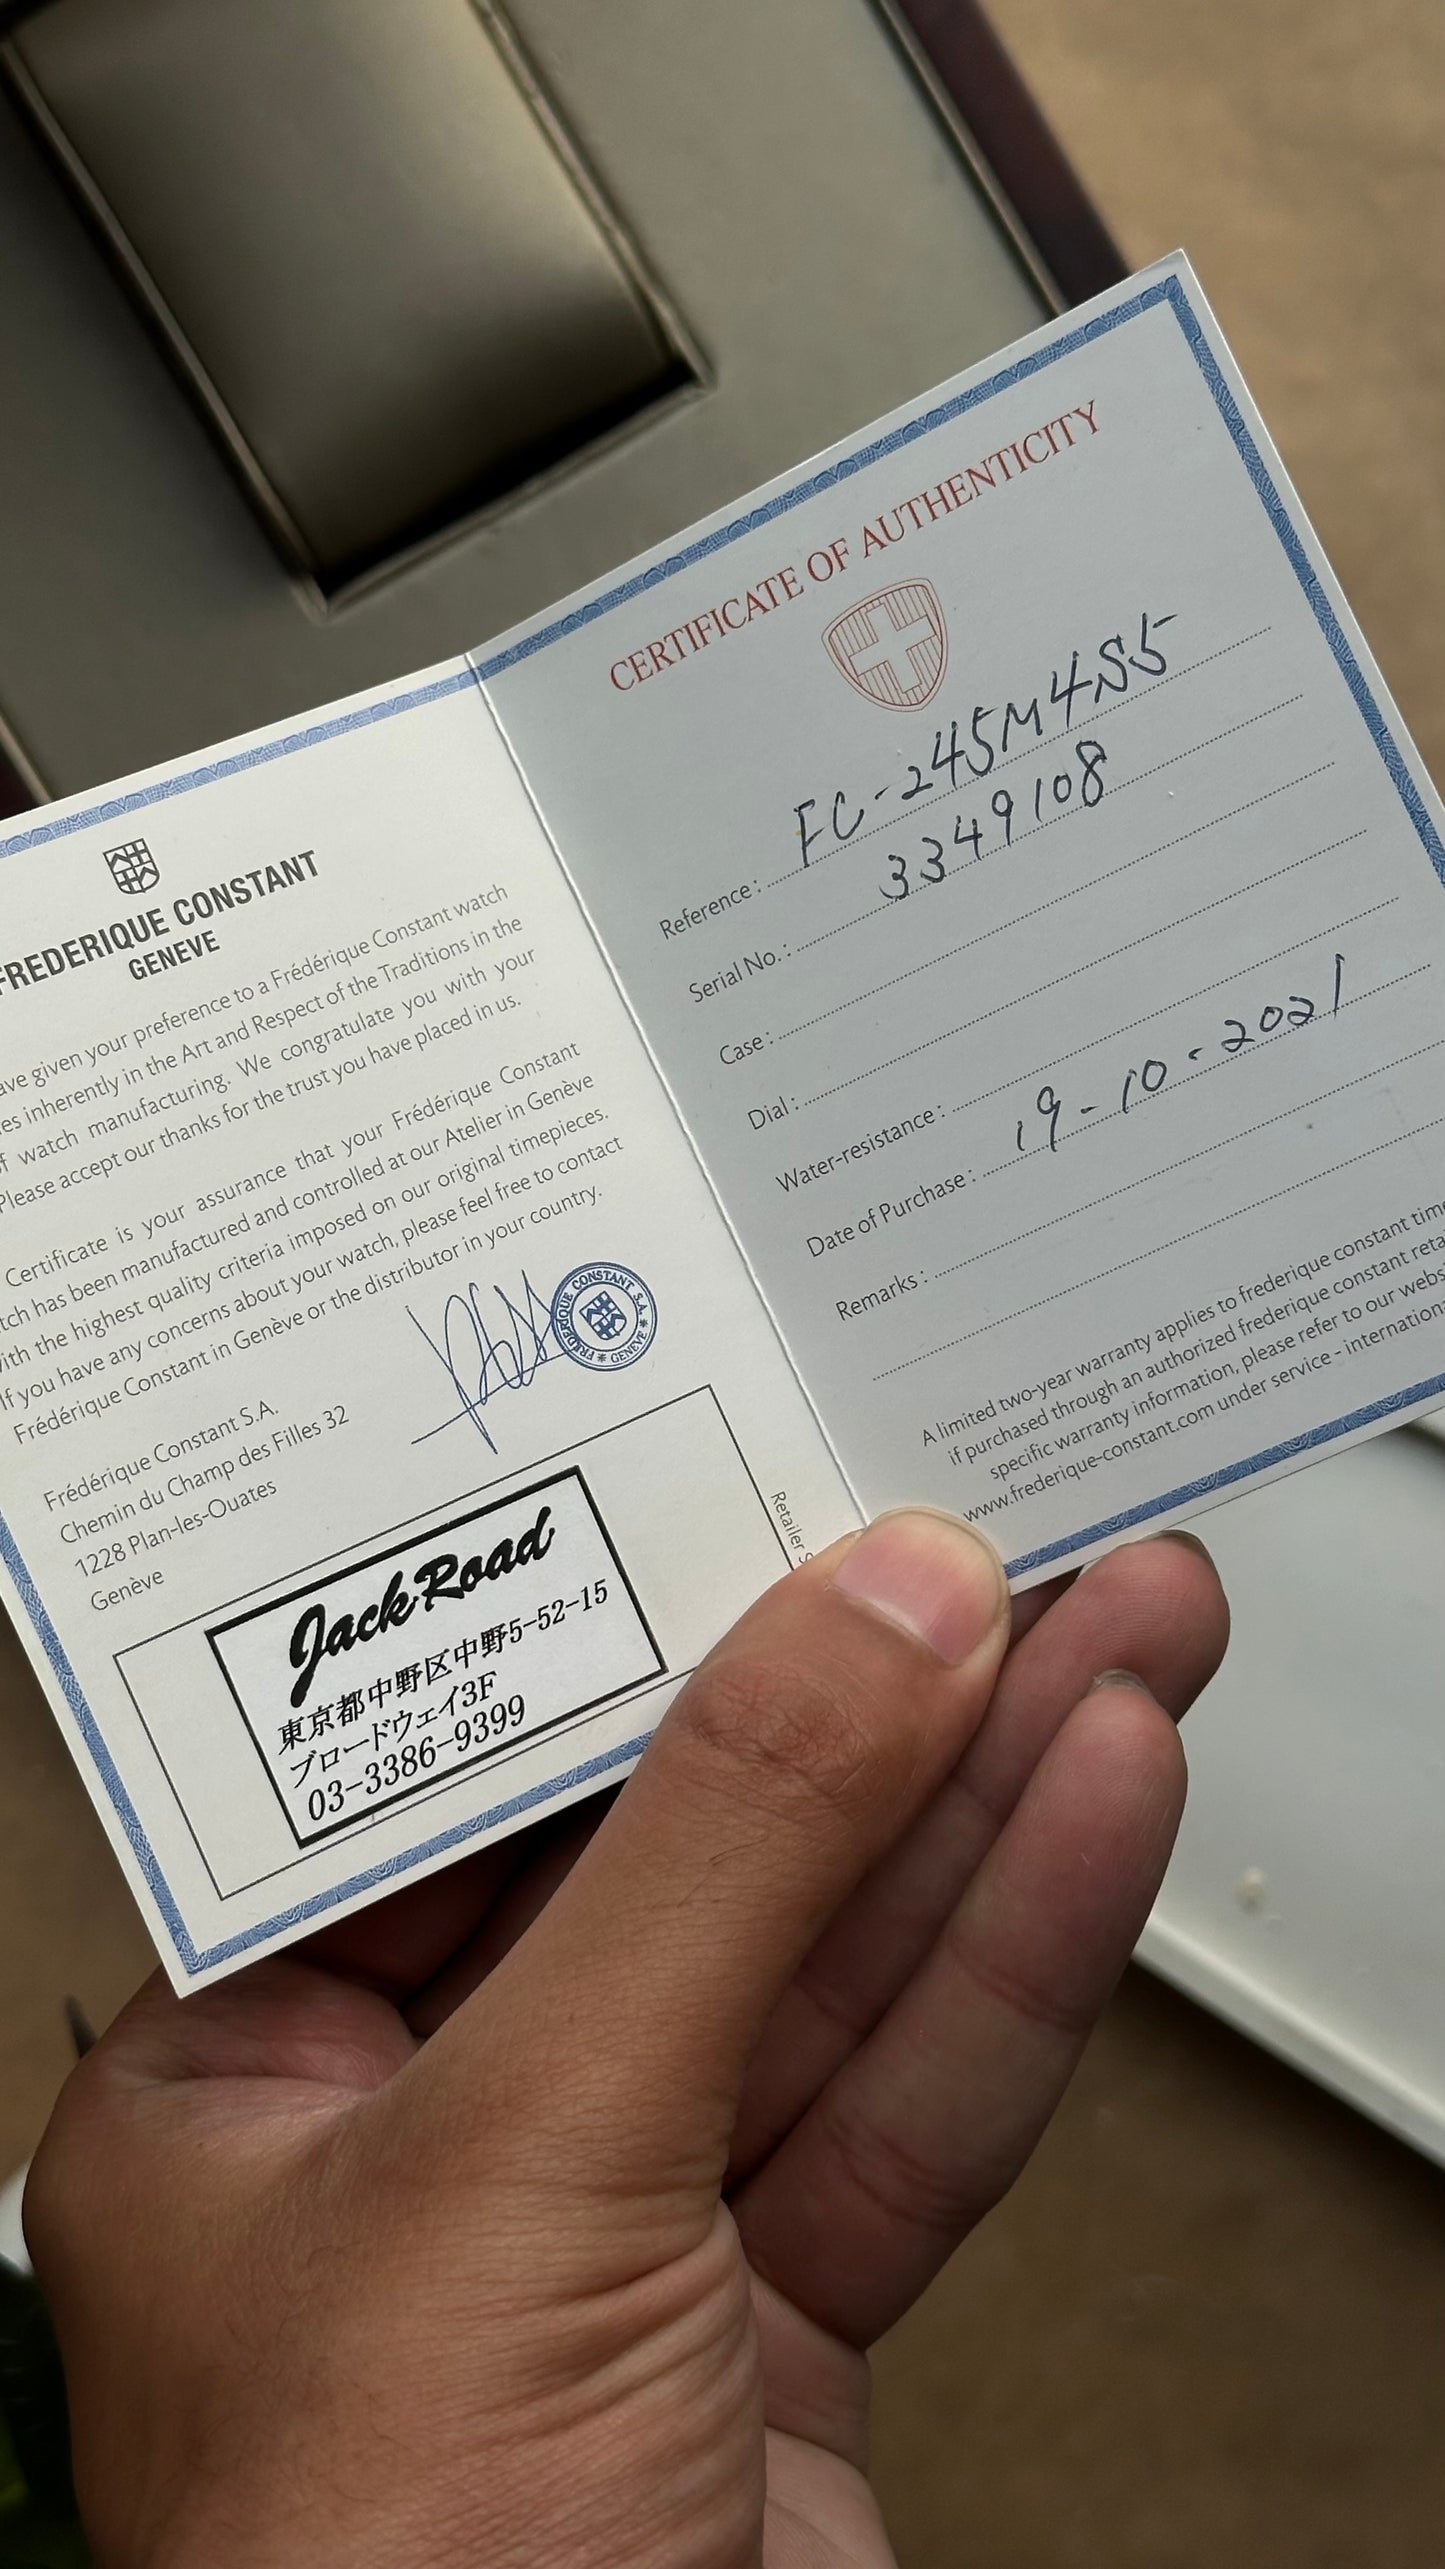 FREDERIQUE CONSTANT
GENEVE
ave given your preference to a Frédérique Constant watch
es inherently in the Art and Respect of the Traditions in the
f watch manufacturing. We congratulate you with your
Please accept our thanks for the trust you have placed in us.
Certificate is your assurance that your Frédérique Constant
tch has been manufactured and controlled at our Atelier in Genève
with the highest quality criteria imposed on our original timepieces.
If you have any concerns about your watch, please feel free to contact
Frédérique Constant in Genève or the distributor in your country.
FREDERIQUE CONSTANT S.A.
GENEVE
Frédérique Constant S.A.
Chemin du Champ des Filles 32
1228 Plan-les-Ouates
Genève
Retailer S
Jack Road
東京都中野区中野5-52-15
ブロードウェイ3F
03-3386-9399
CERTIFICATE OF AUTHENTICITY
Reference : FC-245M4S5
Serial No. : 3349108
Case :
Dial :
Water-resistance :
Date of Purchase : 19-10-2021
Remarks :
A limited two-year warranty applies to frederique constant time
if purchased through an authorized frederique constant reta
specific warranty information, please refer to our webs
www.frederique-constant.com under service - internation